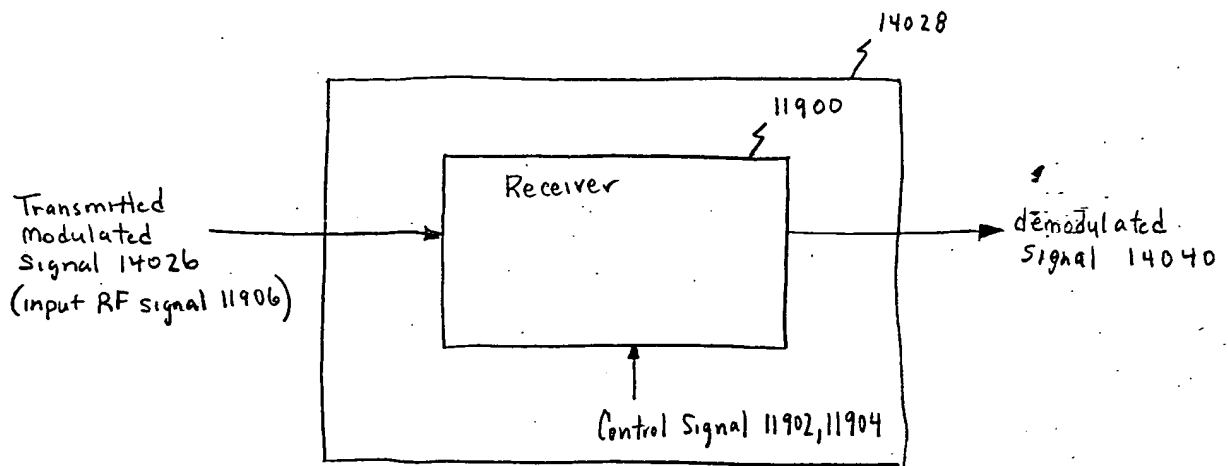 14028
11900
Receiver
Transmitted
Modulated
Signal 14026
(input RF signal 11906)
demodulated
Signal 14040
Control Signal 11902, 11904